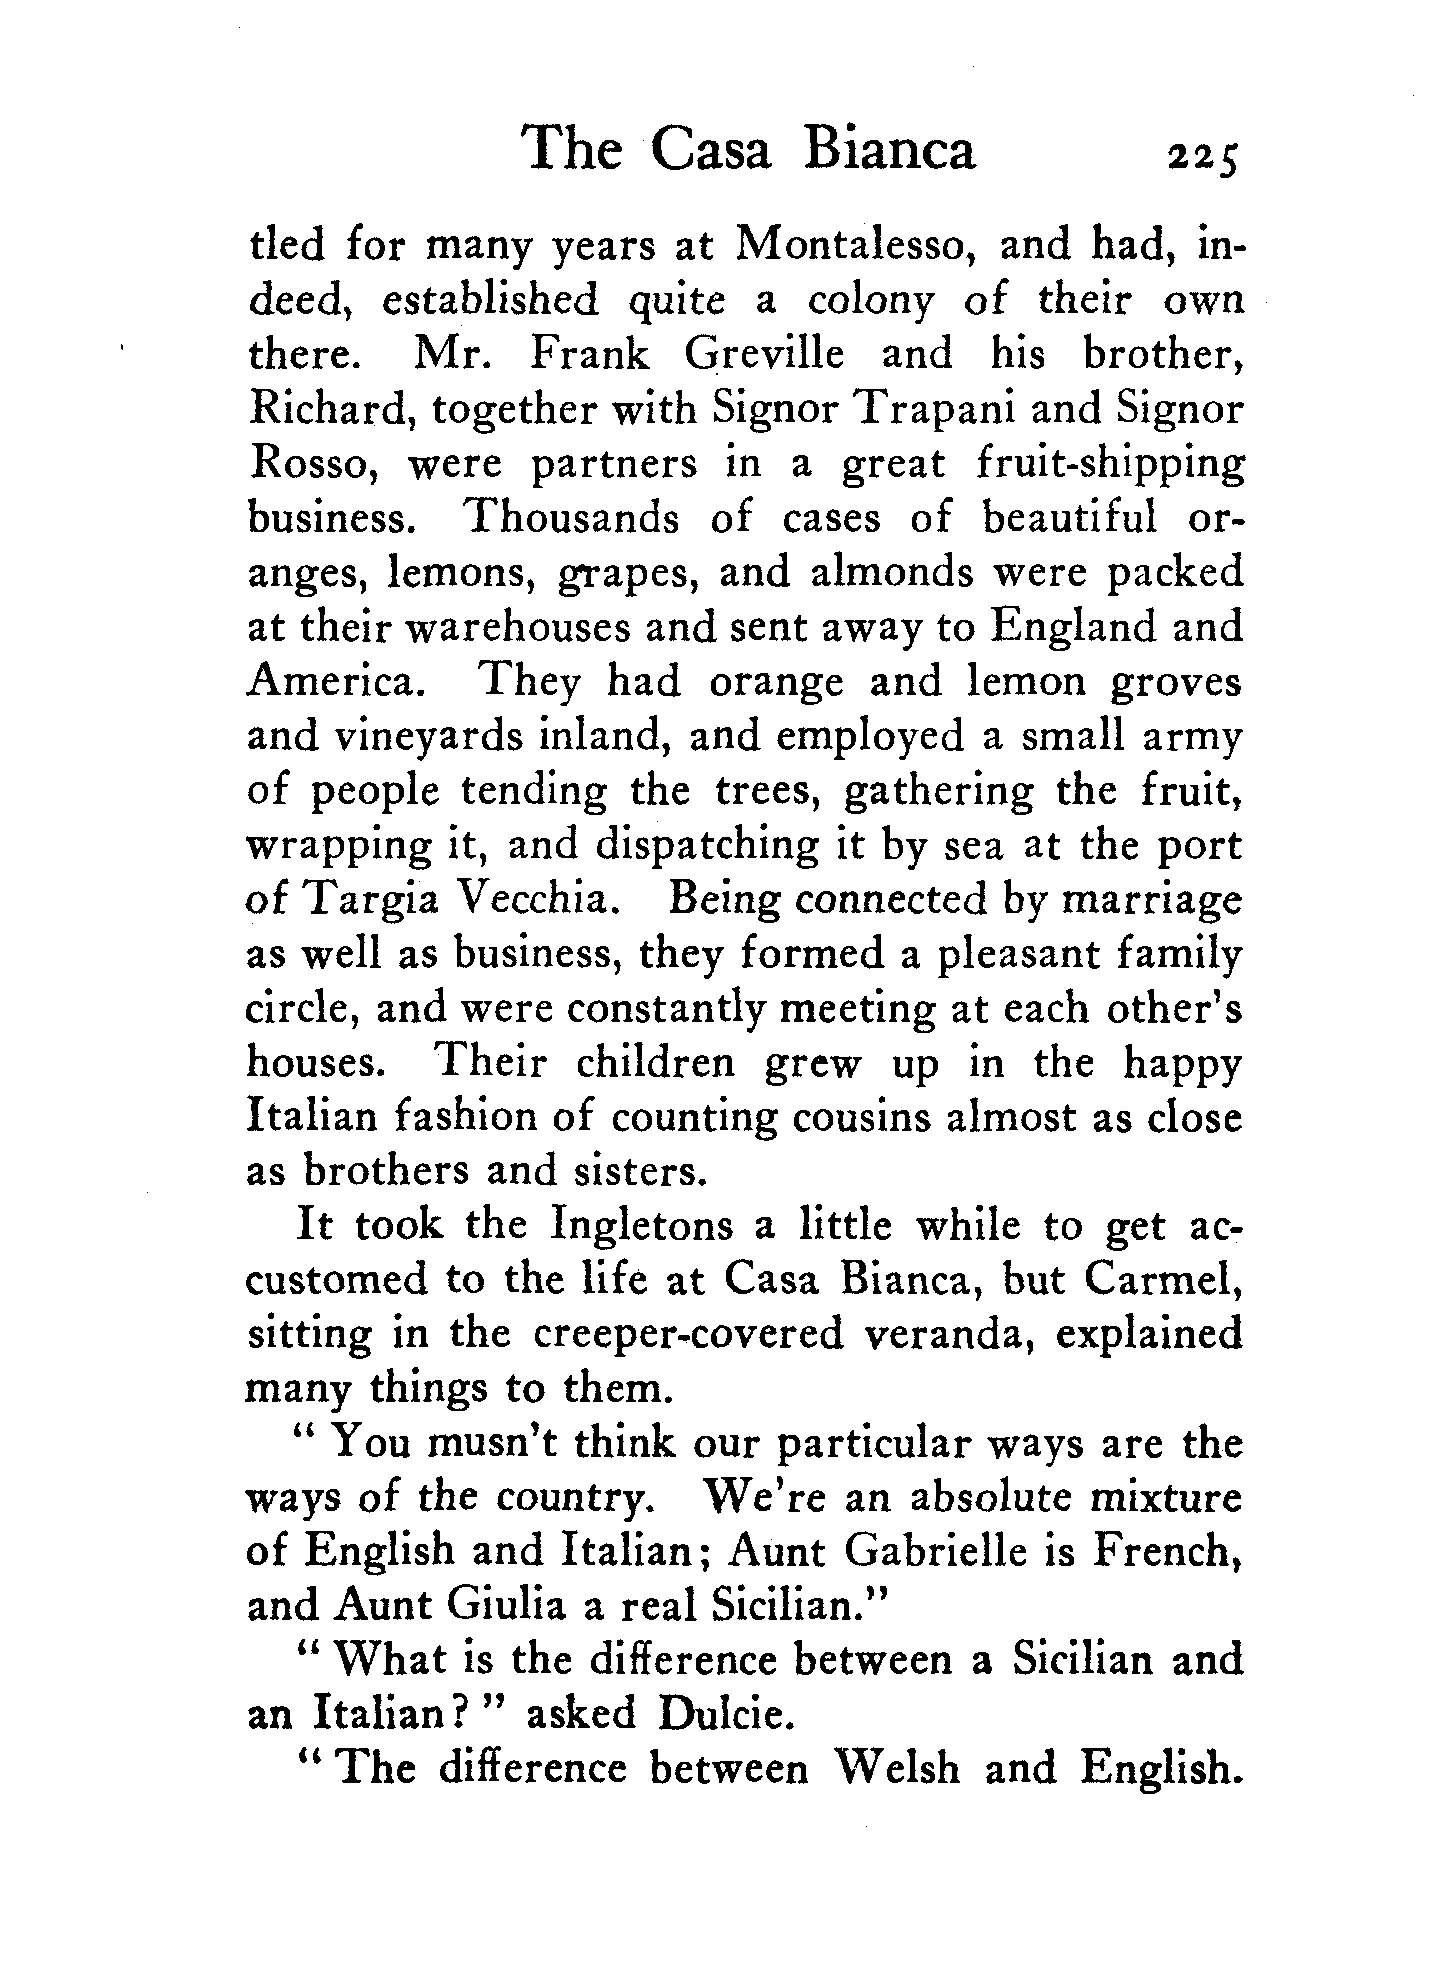 The Casa Bianca 225
tled for many years at Montalesso, and had, in-
deed, established quite a colony of their own
there. Mr. Frank Greville and his brother,
Richard, together with Signor Trapani and Signor
Rosso, were partners in a great fruit-shipping
business. Thousands of cases of beautiful or-
anges, lemons, grapes, and almonds were packed
at their warehouses and sent away to England and
America. They had orange and lemon groves
and vineyards inland, and employed a small army
of people tending the trees, gathering the fruit,
wrapping it, and dispatching it by sea at the port
of Targia Vecchia. Being connected by marriage
as well as business, they formed a pleasant family
circle, and were constantly meeting at each other's
houses. Their children grew up in the happy
Italian fashion of counting cousins almost as close
as brothers and sisters.
It took the Ingletons a little while to get ac-
customed to the life at Casa Bianca, but Carmel,
sitting in the creeper-covered veranda, explained
many things to them.
" You musn't think our particular ways are the
ways of the country. We're an absolute mixture
of English and Italian; Aunt Gabrielle is French,
and Aunt Giulia a real Sicilian."
" What is the difference between a Sicilian and
an Italian? " asked Dulcie.
" The difference between Welsh and English.